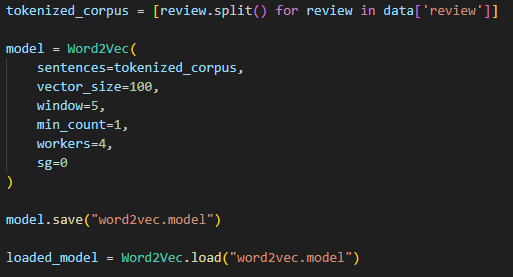 tokenized_corpus = [review.split() for review in data['review']]

model = Word2Vec(
    sentences=tokenized_corpus,
    vector_size=100,
    window=5,
    min_count=1,
    workers=4,
    sg=0
)

model.save("word2vec.model")

loaded_model = Word2Vec.load("word2vec.model")